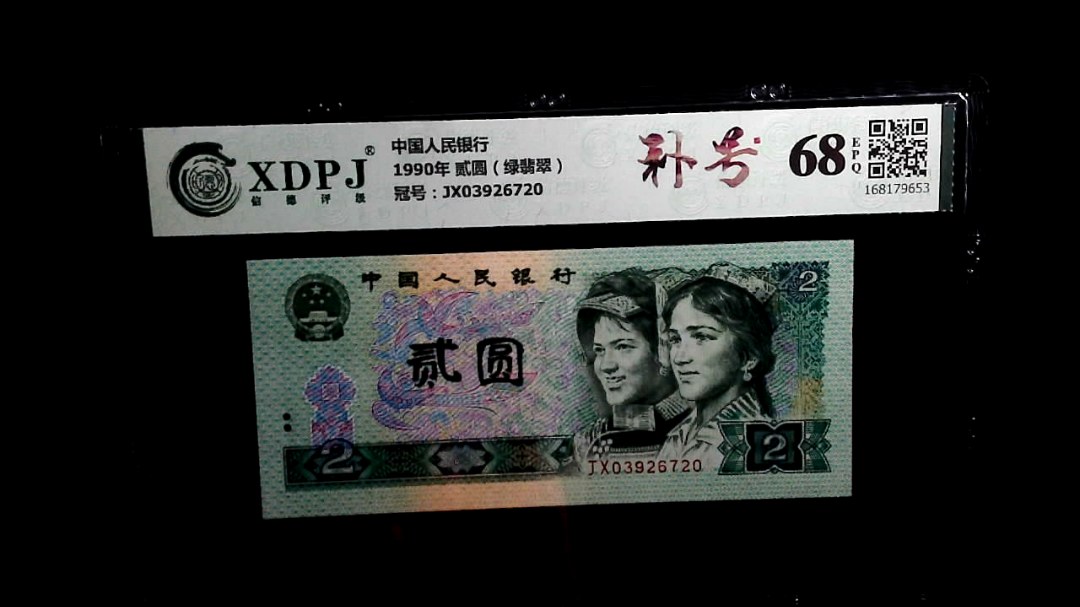 XDPJ®
信德评级
中国人民银行
1990年 贰圆（绿翡翠）
冠号：JX03926720
补号
68
EPQ
168179653
中国人民银行
贰圆
2
2
2
JX03926720